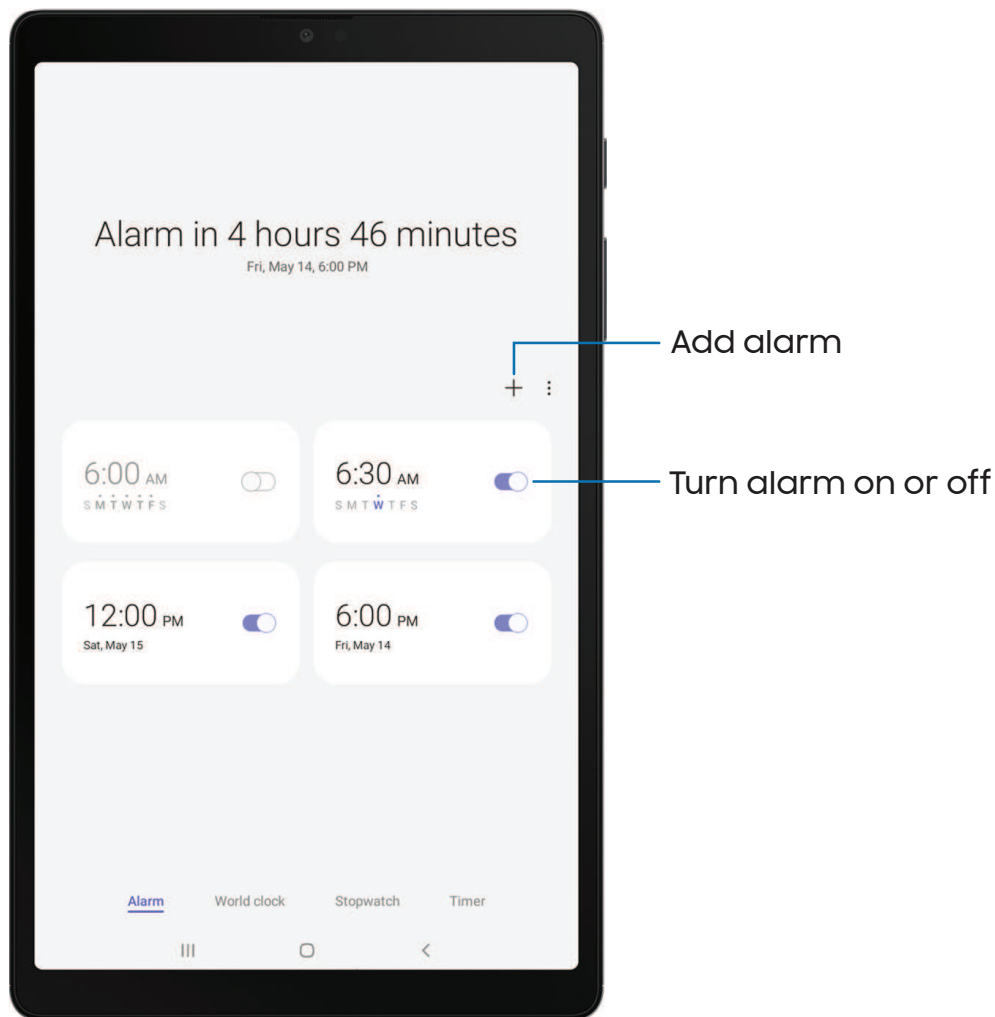 Alarm in 4 hours 46 minutes
Fri, May 14, 6:00 PM
Add alarm
6:00 AM
S M T W T F S
6:30 AM
S M T W T F S
Turn alarm on or off
12:00 PM
Sat, May 15
6:00 PM
Fri, May 14
Alarm World clock Stopwatch Timer